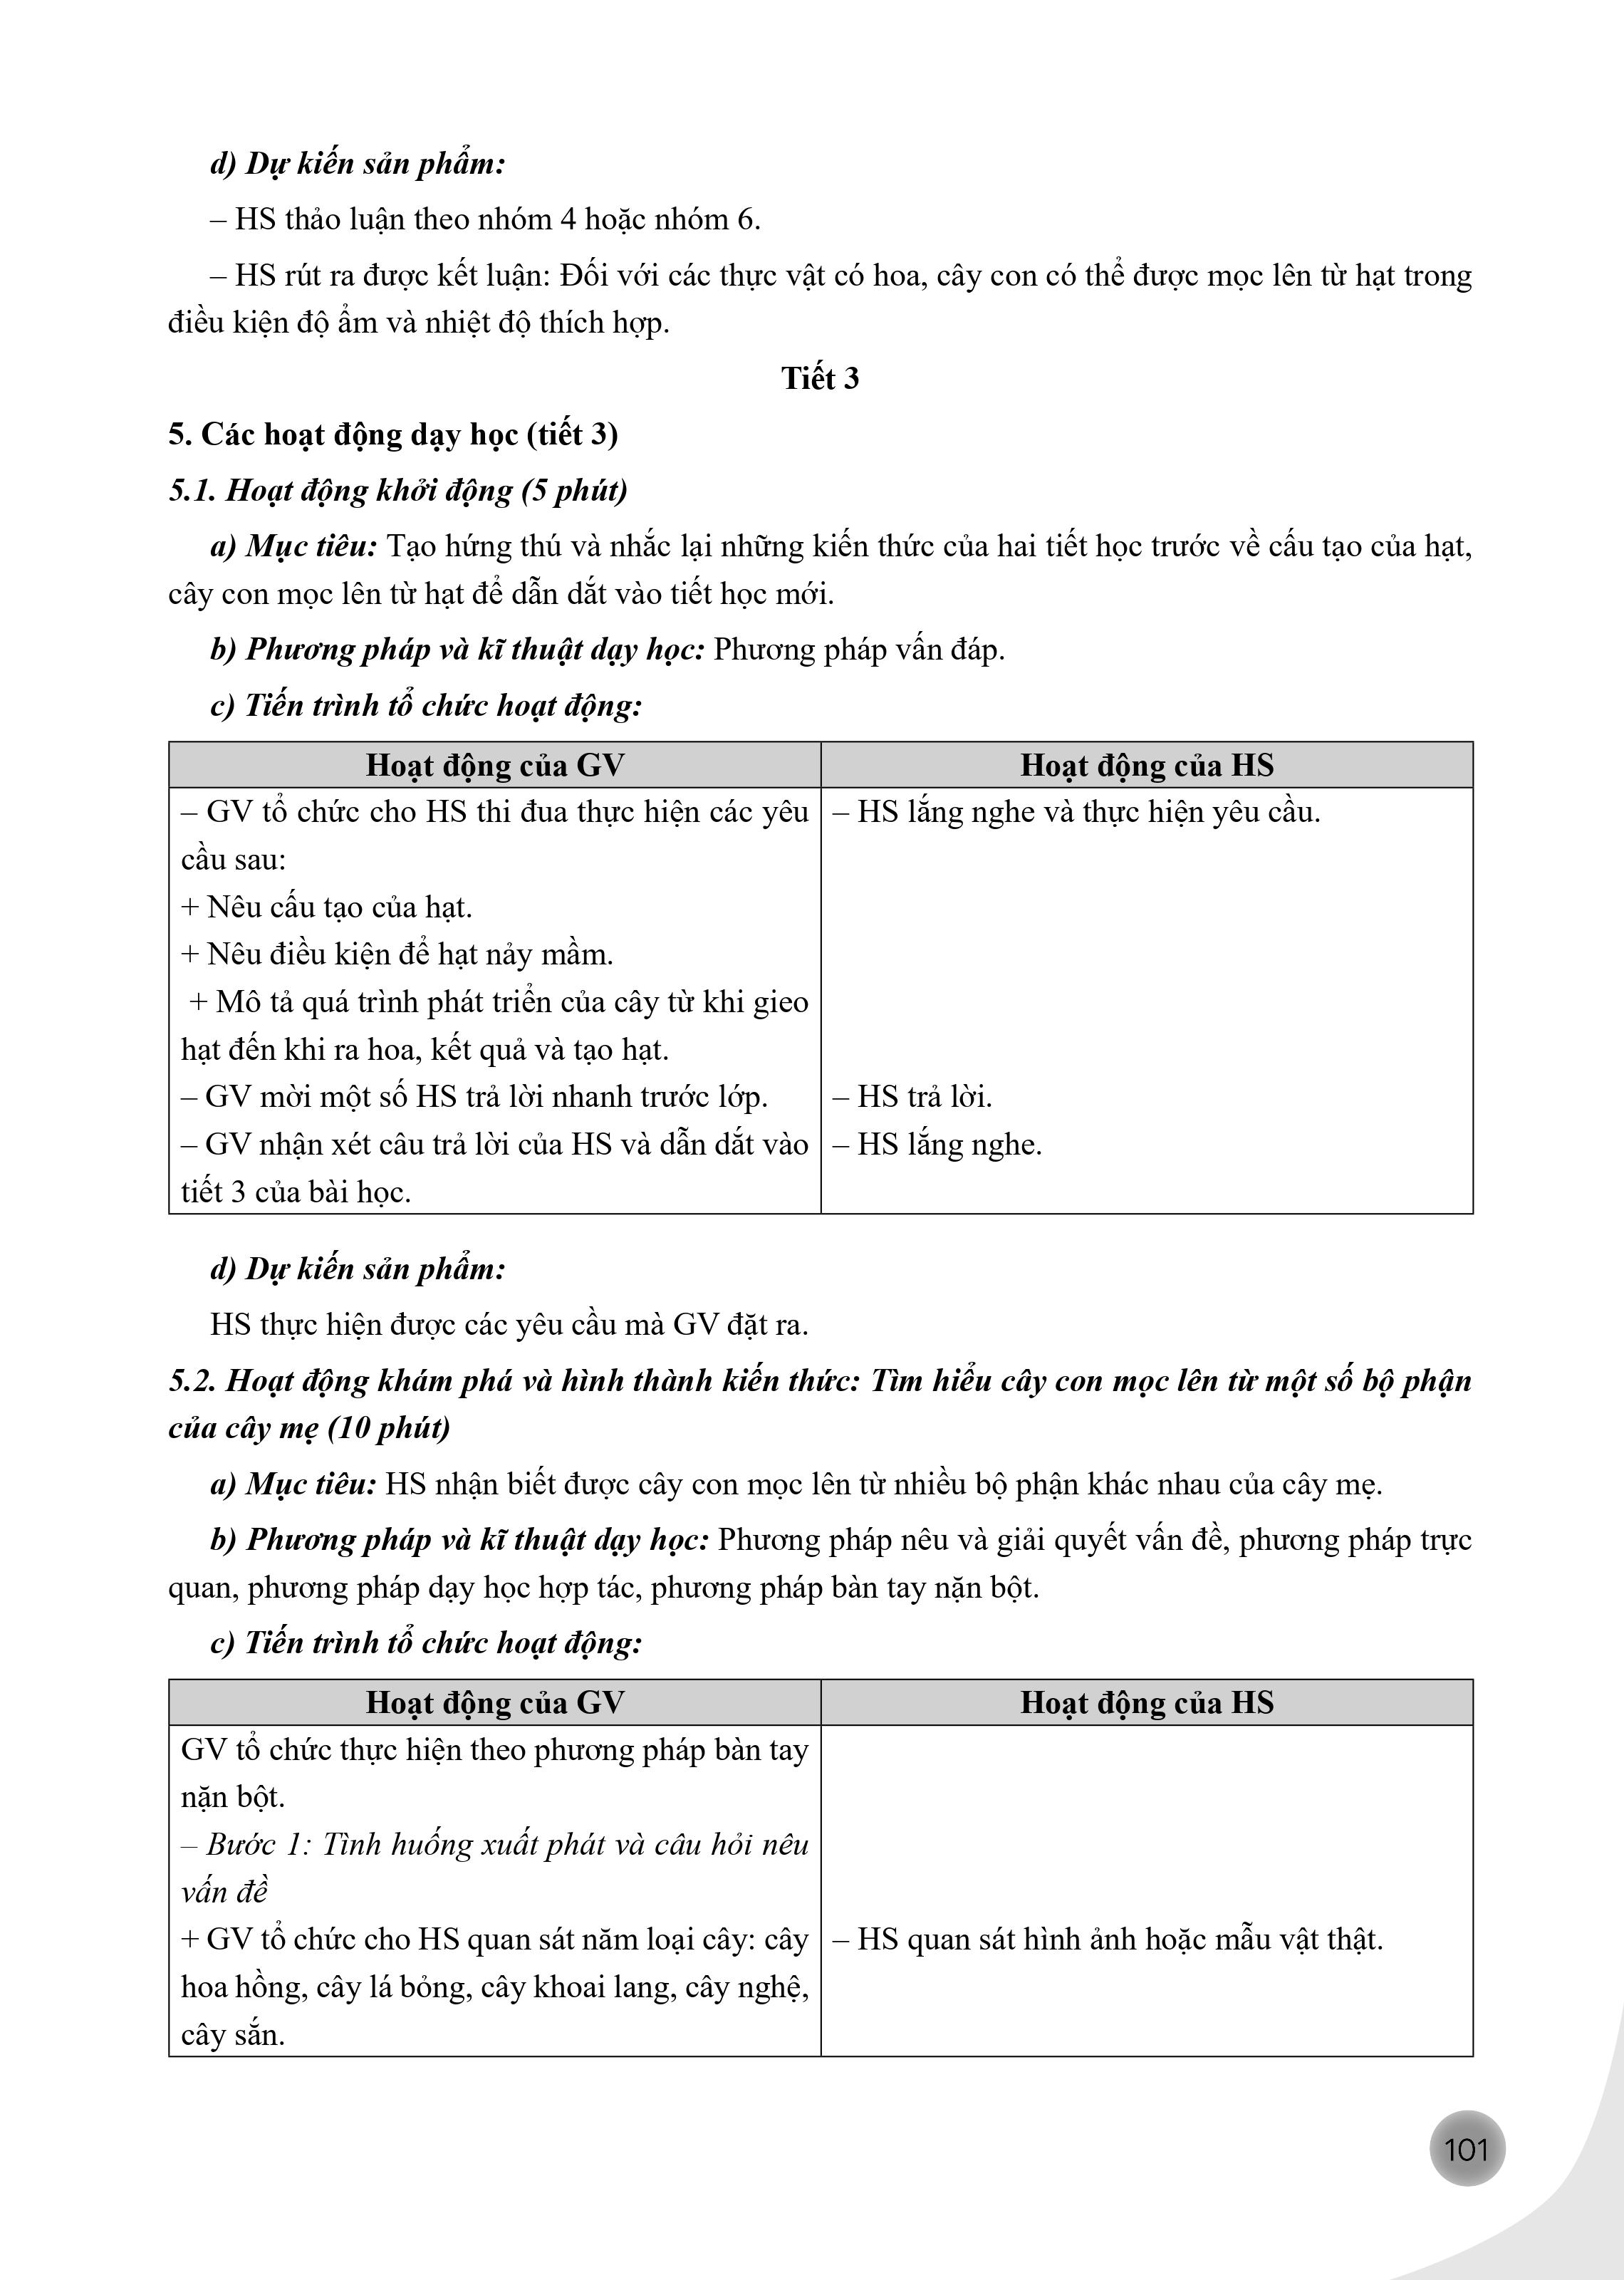 d) Dự kiến sản phẩm:
– HS thảo luận theo nhóm 4 hoặc nhóm 6.
– HS rút ra được kết luận: Đối với các thực vật có hoa, cây con có thể được mọc lên từ hạt trong
điều kiện độ ẩm và nhiệt độ thích hợp.
Tiết 3
5. Các hoạt động dạy học (tiết 3)
5.1. Hoạt động khởi động (5 phút)
a) Mục tiêu: Tạo hứng thú và nhắc lại những kiến thức của hai tiết học trước về cấu tạo của hạt,
cây con mọc lên từ hạt để dẫn dắt vào tiết học mới.
b) Phương pháp và kĩ thuật dạy học: Phương pháp vấn đáp.
c) Tiến trình tổ chức hoạt động:
Hoạt động của GV
Hoạt động của HS
– GV tổ chức cho HS thi đua thực hiện các yêu
cầu sau:
+ Nêu cấu tạo của hạt.
+ Nêu điều kiện để hạt nảy mầm.
+ Mô tả quá trình phát triển của cây từ khi gieo
hạt đến khi ra hoa, kết quả và tạo hạt.
– GV mời một số HS trả lời nhanh trước lớp.
– GV nhận xét câu trả lời của HS và dẫn dắt vào
tiết 3 của bài học.
– HS lắng nghe và thực hiện yêu cầu.
– HS trả lời.
– HS lắng nghe.
d) Dự kiến sản phẩm:
HS thực hiện được các yêu cầu mà GV đặt ra.
5.2. Hoạt động khám phá và hình thành kiến thức: Tìm hiểu cây con mọc lên từ một số bộ phận
của cây mẹ (10 phút)
a) Mục tiêu: HS nhận biết được cây con mọc lên từ nhiều bộ phận khác nhau của cây mẹ.
b) Phương pháp và kĩ thuật dạy học: Phương pháp nêu và giải quyết vấn đề, phương pháp trực
quan, phương pháp dạy học hợp tác, phương pháp bàn tay nặn bột.
c) Tiến trình tổ chức hoạt động:
Hoạt động của GV
Hoạt động của HS
GV tổ chức thực hiện theo phương pháp bàn tay
nặn bột.
– Bước 1: Tình huống xuất phát và câu hỏi nêu
vấn đề
+ GV tổ chức cho HS quan sát năm loại cây: cây
hoa hồng, cây lá bỏng, cây khoai lang, cây nghệ,
cây sắn.
– HS quan sát hình ảnh hoặc mẫu vật thật.
101